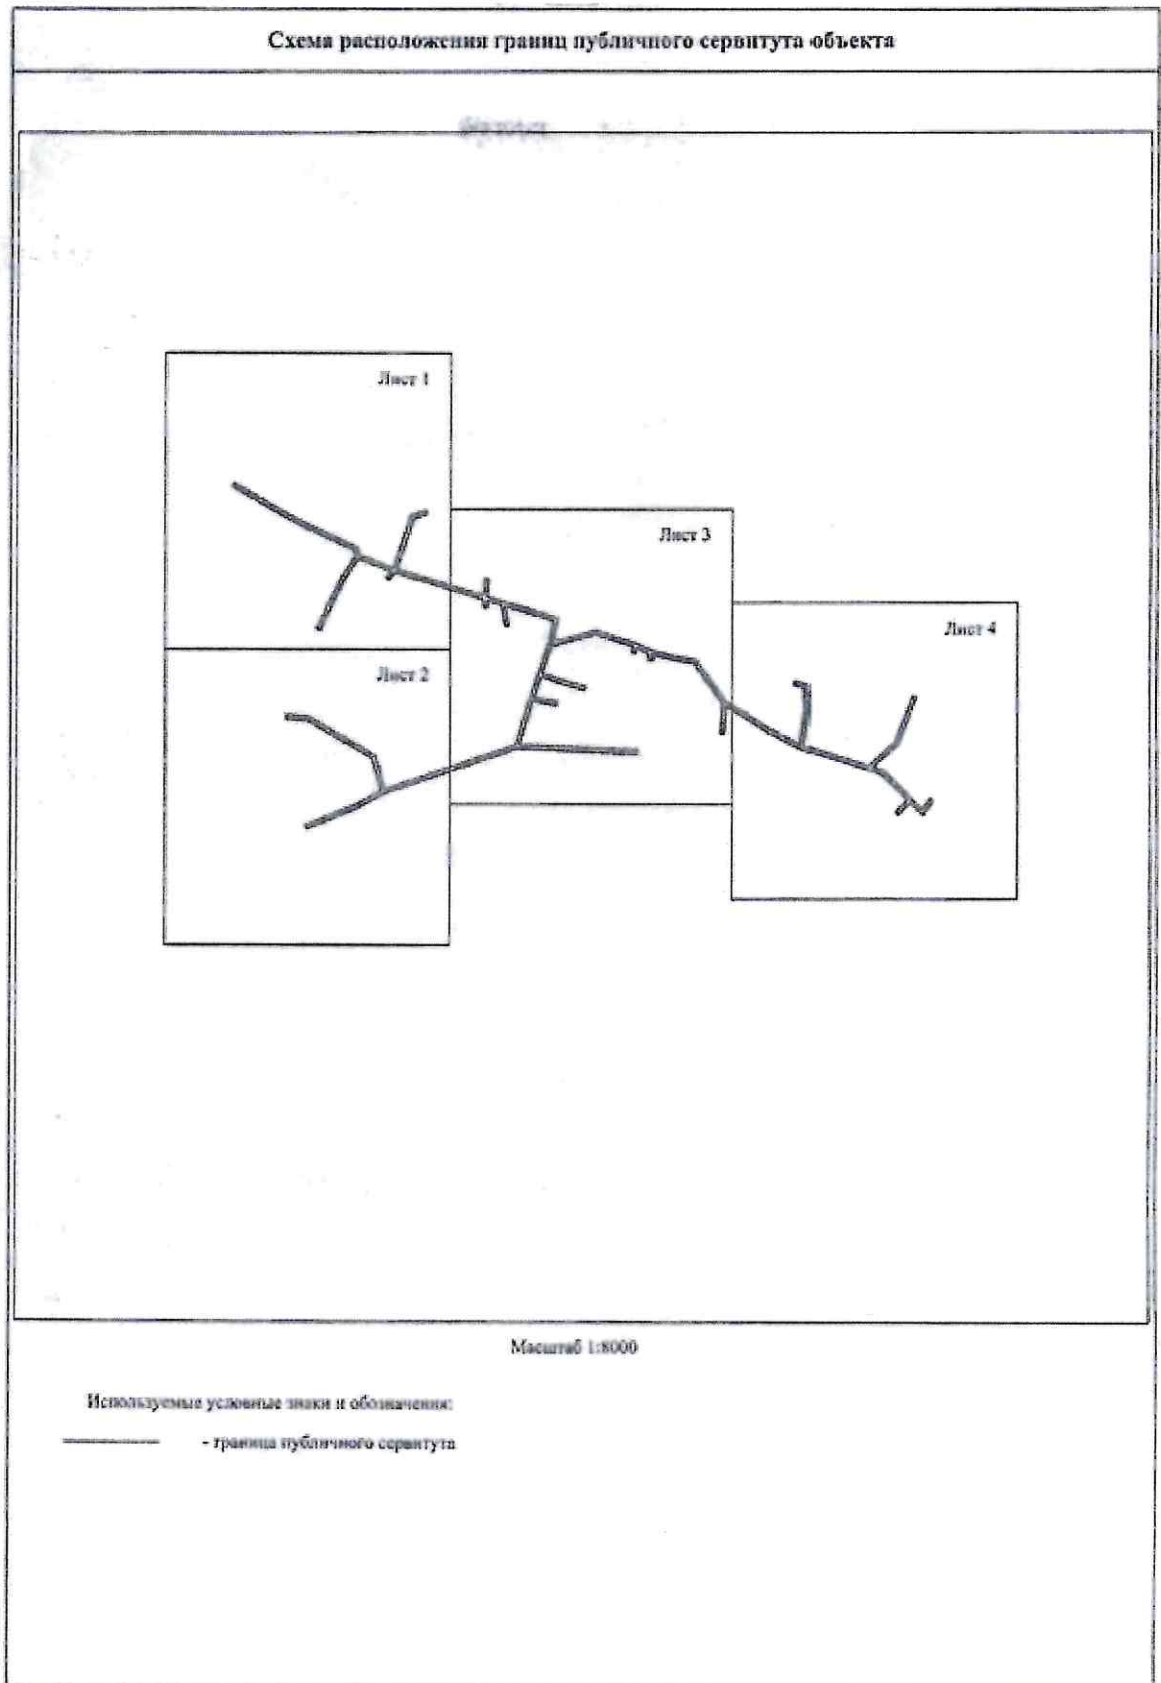 Схема расположения границ публичного сервитута объекта
Лист 1
Лист 3
Лист 4
Лист 2
Масштаб 1:8000
Используемые условные знаки и обозначения:
- граница публичного сервитута